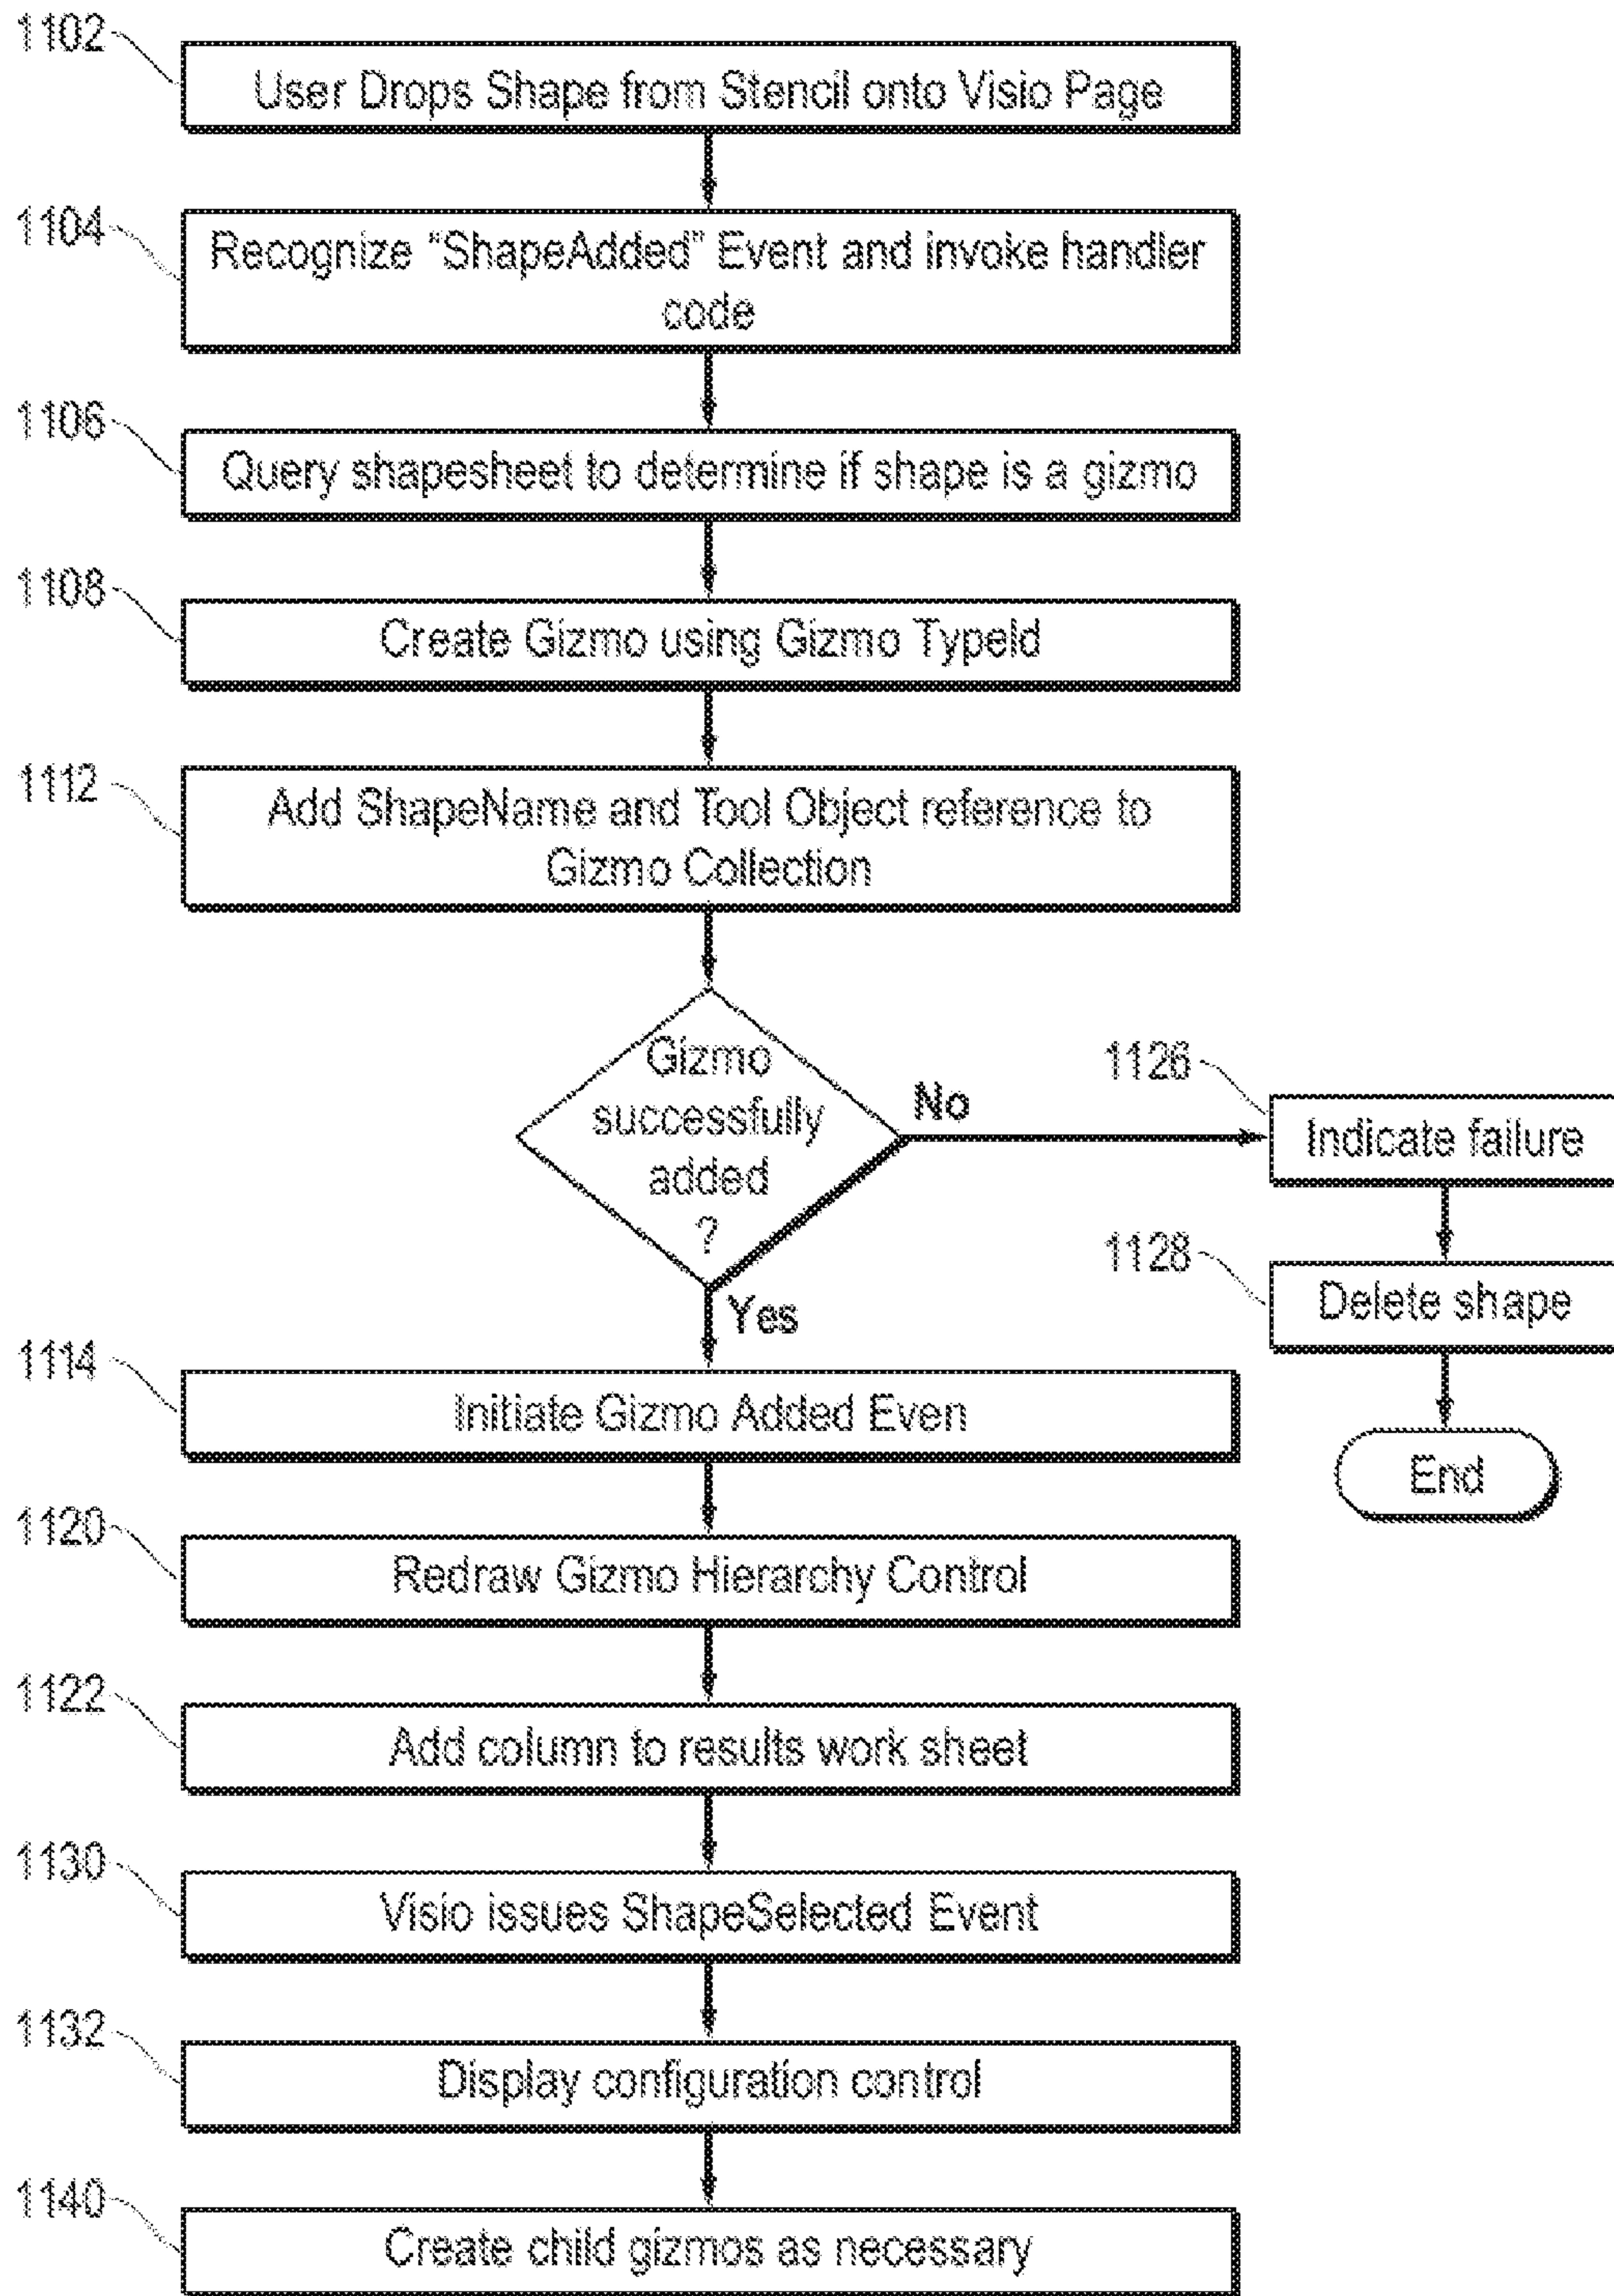 1102
User Drops Shape from Stencil onto Visio Page
1104
Recognize "ShapeAdded" Event and invoke handler
code
1106
Query shapesheet to determine if shape is a gizmo
1108
Create Gizmo using Gizmo TypeId
1112
Add ShapeName and Tool Object reference to
Gizmo Collection
Gizmo
successfully
added
?
No
1126
Indicate failure
1128
Delete shape
End
Yes
1114
Initiate Gizmo Added Even
1120
Redraw Gizmo Hierarchy Control
1122
Add column to results work sheet
1130
Visio issues ShapeSelected Event
1132
Display configuration control
1140
Create child gizmos as necessary